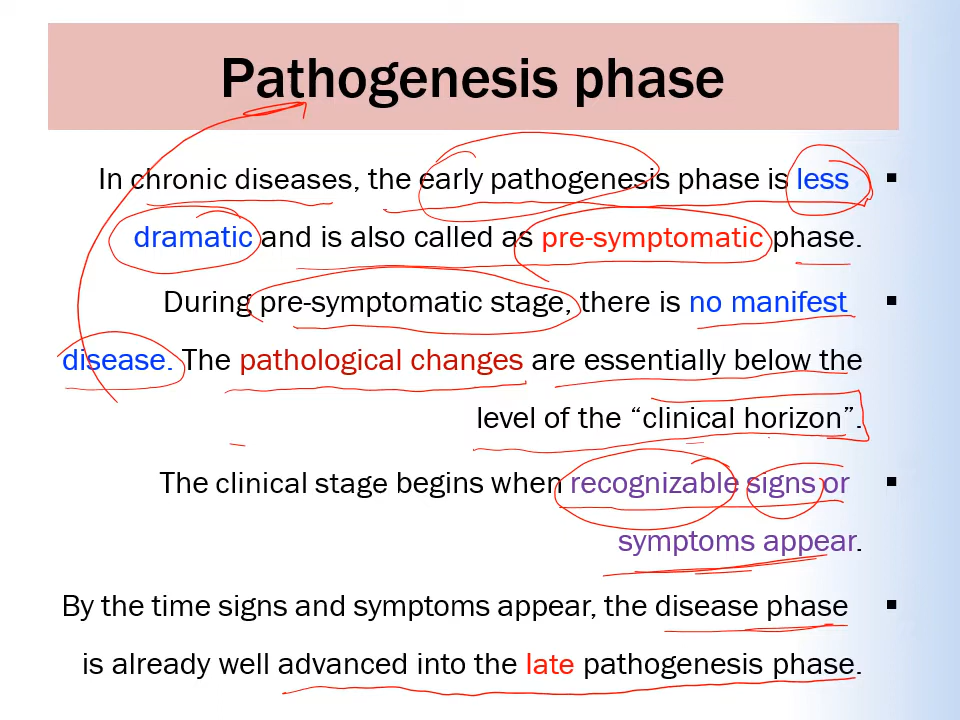 Pathogenesis phase
In chronic diseases, the early pathogenesis phase is less ▪
dramatic and is also called as pre-symptomatic phase.
During pre-symptomatic stage, there is no manifest ▪
disease. The pathological changes are essentially below the
level of the “clinical horizon”.
The clinical stage begins when recognizable signs or ▪
symptoms appear.
By the time signs and symptoms appear, the disease phase ▪
is already well advanced into the late pathogenesis phase.